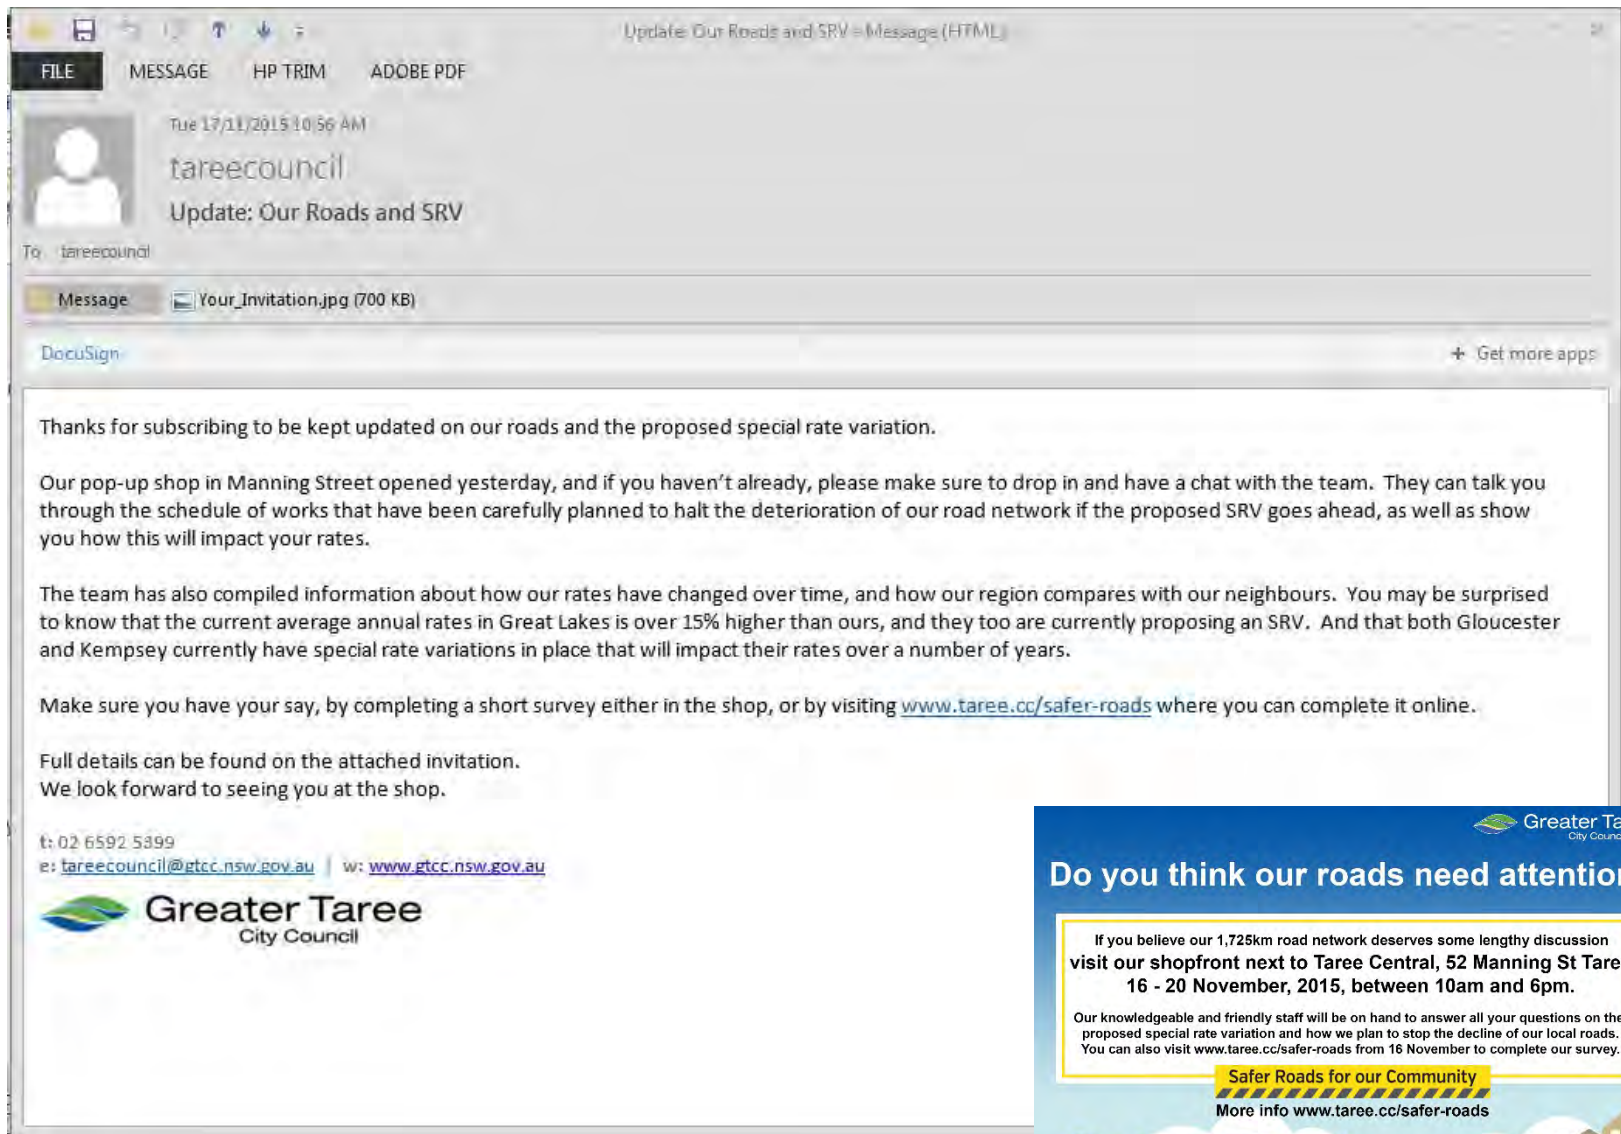 Update: Our Roads and SRV - Message (HTML)
FILE MESSAGE HP TRIM ADOBE PDF
Tue 17/11/2015 10:56 AM
tareecouncil
Update: Our Roads and SRV
To tareecouncil
Message Your_Invitation.jpg (700 KB)
DocuSign + Get more apps
Thanks for subscribing to be kept updated on our roads and the proposed special rate variation.
Our pop-up shop in Manning Street opened yesterday, and if you haven't already, please make sure to drop in and have a chat with the team. They can talk you
through the schedule of works that have been carefully planned to halt the deterioration of our road network if the proposed SRV goes ahead, as well as show
you how this will impact your rates.
The team has also compiled information about how our rates have changed over time, and how our region compares with our neighbours. You may be surprised
to know that the current average annual rates in Great Lakes is over 15% higher than ours, and they too are currently proposing an SRV. And that both Gloucester
and Kempsey currently have special rate variations in place that will impact their rates over a number of years.
Make sure you have your say, by completing a short survey either in the shop, or by visiting www.taree.cc/safer-roads where you can complete it online.
Full details can be found on the attached invitation.
We look forward to seeing you at the shop.
t: 02 6592 5399
e: tareecouncil@gtcc.nsw.gov.au | w: www.gtcc.nsw.gov.au
Greater Taree
City Council
Greater Ta
City Counc
Do you think our roads need attention
If you believe our 1,725km road network deserves some lengthy discussion
visit our shopfront next to Taree Central, 52 Manning St Tare
16 - 20 November, 2015, between 10am and 6pm.
Our knowledgeable and friendly staff will be on hand to answer all your questions on the
proposed special rate variation and how we plan to stop the decline of our local roads.
You can also visit www.taree.cc/safer-roads from 16 November to complete our survey.
Safer Roads for our Community
More info www.taree.cc/safer-roads